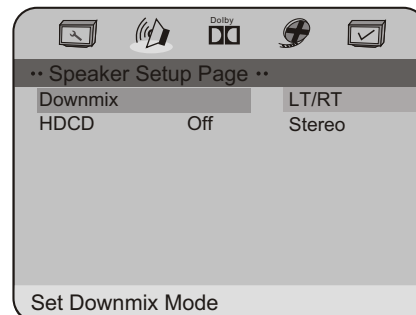 Dolby
·· Speaker Setup Page ··
Downmix LT/RT
HDCD Off Stereo
Set Downmix Mode